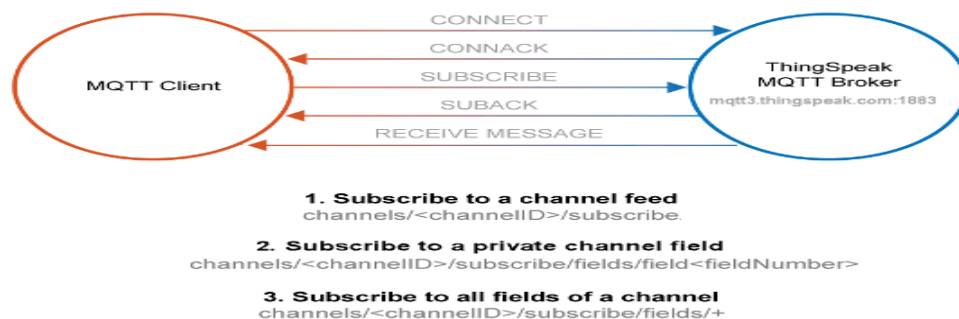 CONNECT
CONNACK
MQTT Client
SUBSCRIBE
ThingSpeak
MQTT Broker
mqtt3.thingspeak.com:1883
SUBACK
RECEIVE MESSAGE
1. Subscribe to a channel feed
channels/<channelID>/subscribe.
2. Subscribe to a private channel field
channels/<channelID>/subscribe/fields/field<fieldNumber>
3. Subscribe to all fields of a channel
channels/<channelID>/subscribe/fields/+